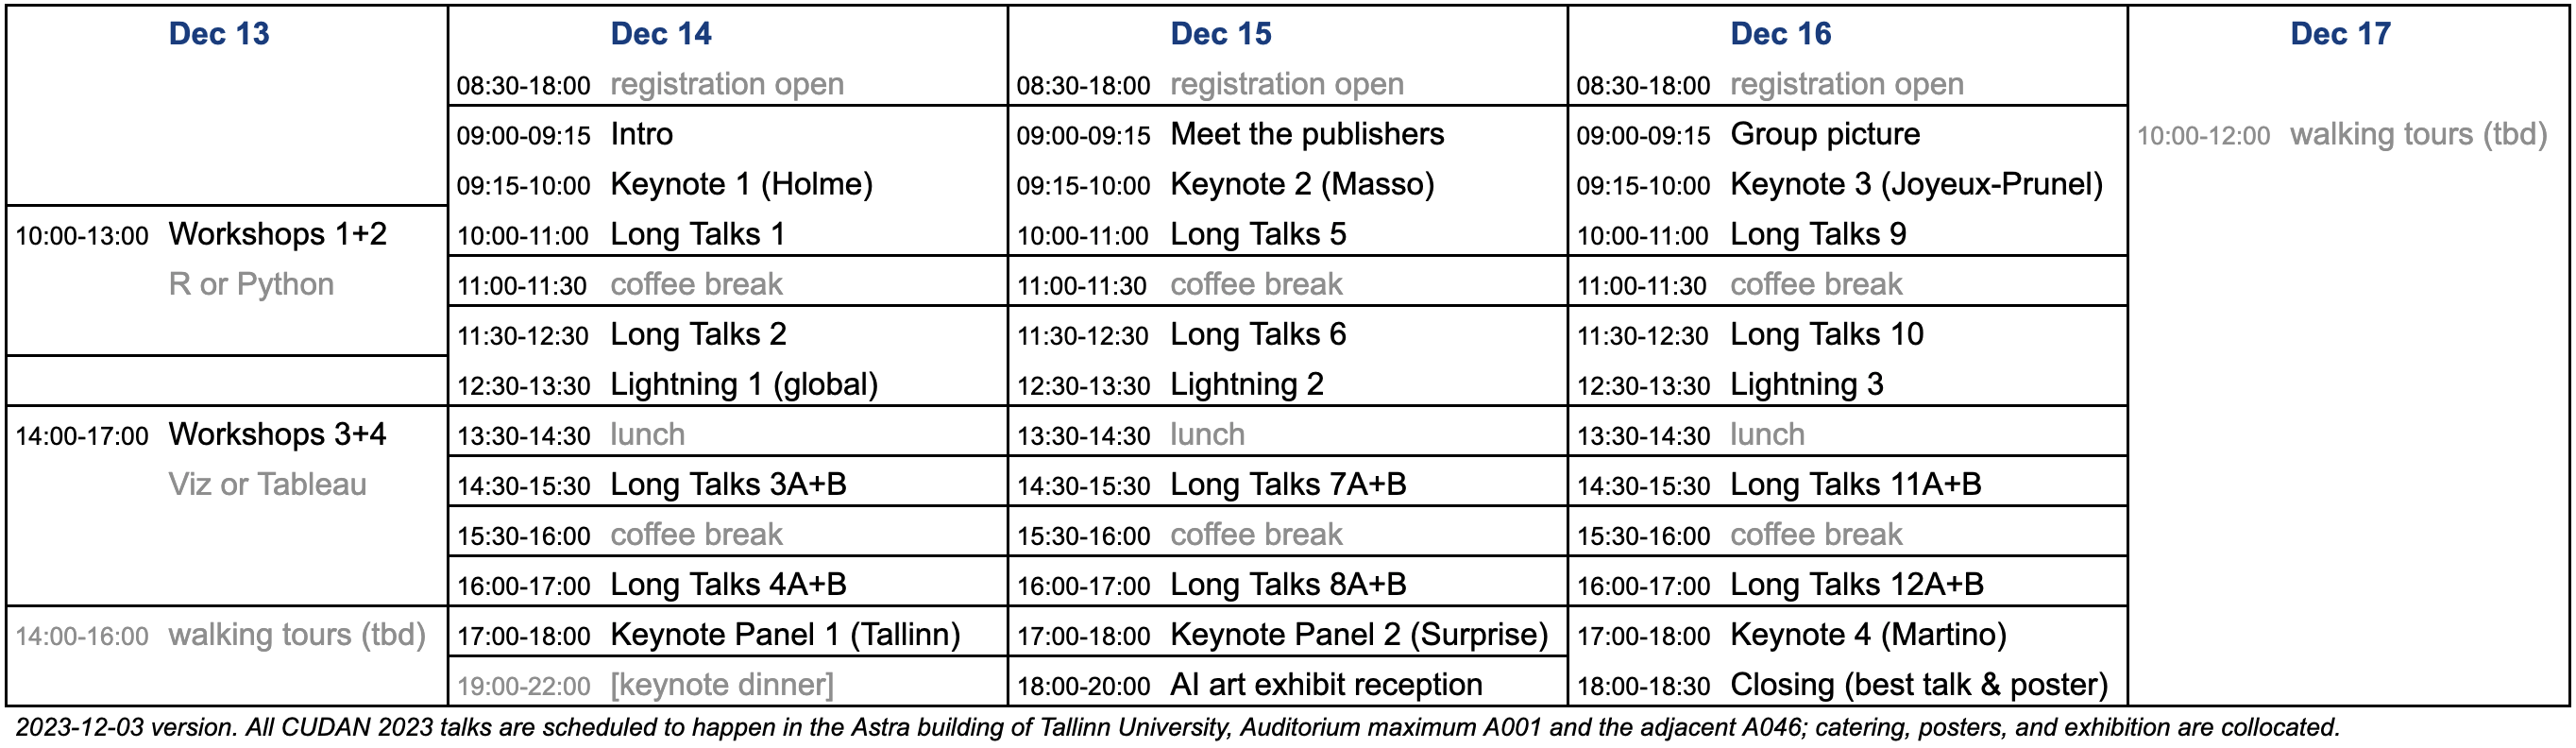 Dec 13
10:00-13:00 Workshops 1+2
R or Python
14:00-17:00 Workshops 3+4
Viz or Tableau
14:00-16:00 walking tours (tbd)
Dec 14
08:30-18:00 registration open
09:00-09:15 Intro
09:15-10:00 Keynote 1 (Holme)
10:00-11:00 Long Talks 1
11:00-11:30 coffee break
11:30-12:30 Long Talks 2
12:30-13:30 Lightning 1 (global)
13:30-14:30 lunch
14:30-15:30 Long Talks 3A+B
15:30-16:00 coffee break
16:00-17:00 Long Talks 4A+B
17:00-18:00 Keynote Panel 1 (Tallinn)
19:00-22:00 [keynote dinner]
Dec 15
08:30-18:00 registration open
09:00-09:15 Meet the publishers
09:15-10:00 Keynote 2 (Masso)
10:00-11:00 Long Talks 5
11:00-11:30 coffee break
11:30-12:30 Long Talks 6
12:30-13:30 Lightning 2
13:30-14:30 lunch
14:30-15:30 Long Talks 7A+B
15:30-16:00 coffee break
16:00-17:00 Long Talks 8A+B
17:00-18:00 Keynote Panel 2 (Surprise)
18:00-20:00 AI art exhibit reception
Dec 16
08:30-18:00 registration open
09:00-09:15 Group picture
09:15-10:00 Keynote 3 (Joyeux-Prunel)
10:00-11:00 Long Talks 9
11:00-11:30 coffee break
11:30-12:30 Long Talks 10
12:30-13:30 Lightning 3
13:30-14:30 lunch
14:30-15:30 Long Talks 11A+B
15:30-16:00 coffee break
16:00-17:00 Long Talks 12A+B
17:00-18:00 Keynote 4 (Martino)
18:00-18:30 Closing (best talk & poster)
Dec 17
10:00-12:00 walking tours (tbd)
2023-12-03 version. All CUDAN 2023 talks are scheduled to happen in the Astra building of Tallinn University, Auditorium maximum A001 and the adjacent A046; catering, posters, and exhibition are collocated.